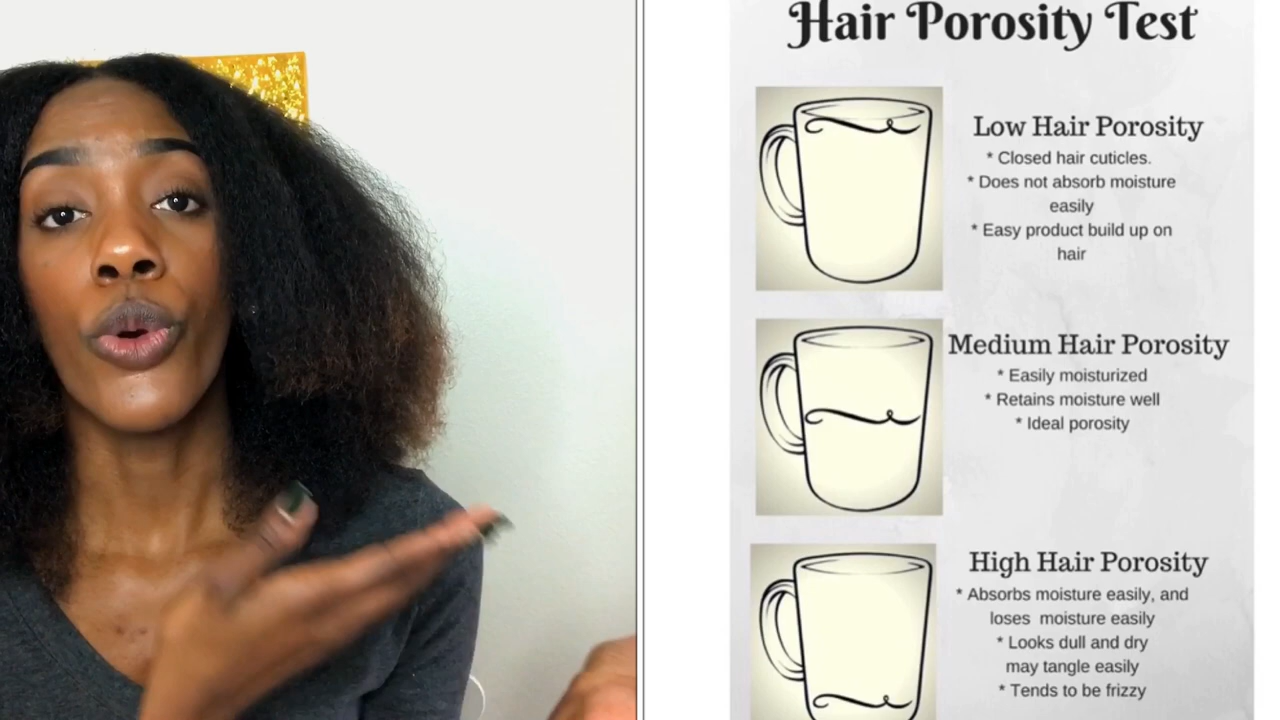 Hair Porosity Test
Low Hair Porosity
* Closed hair cuticles.
* Does not absorb moisture
easily
* Easy product build up on
hair
Medium Hair Porosity
* Easily moisturized
* Retains moisture well
* Ideal porosity
High Hair Porosity
* Absorbs moisture easily, and
loses moisture easily
* Looks dull and dry
may tangle easily
* Tends to be frizzy